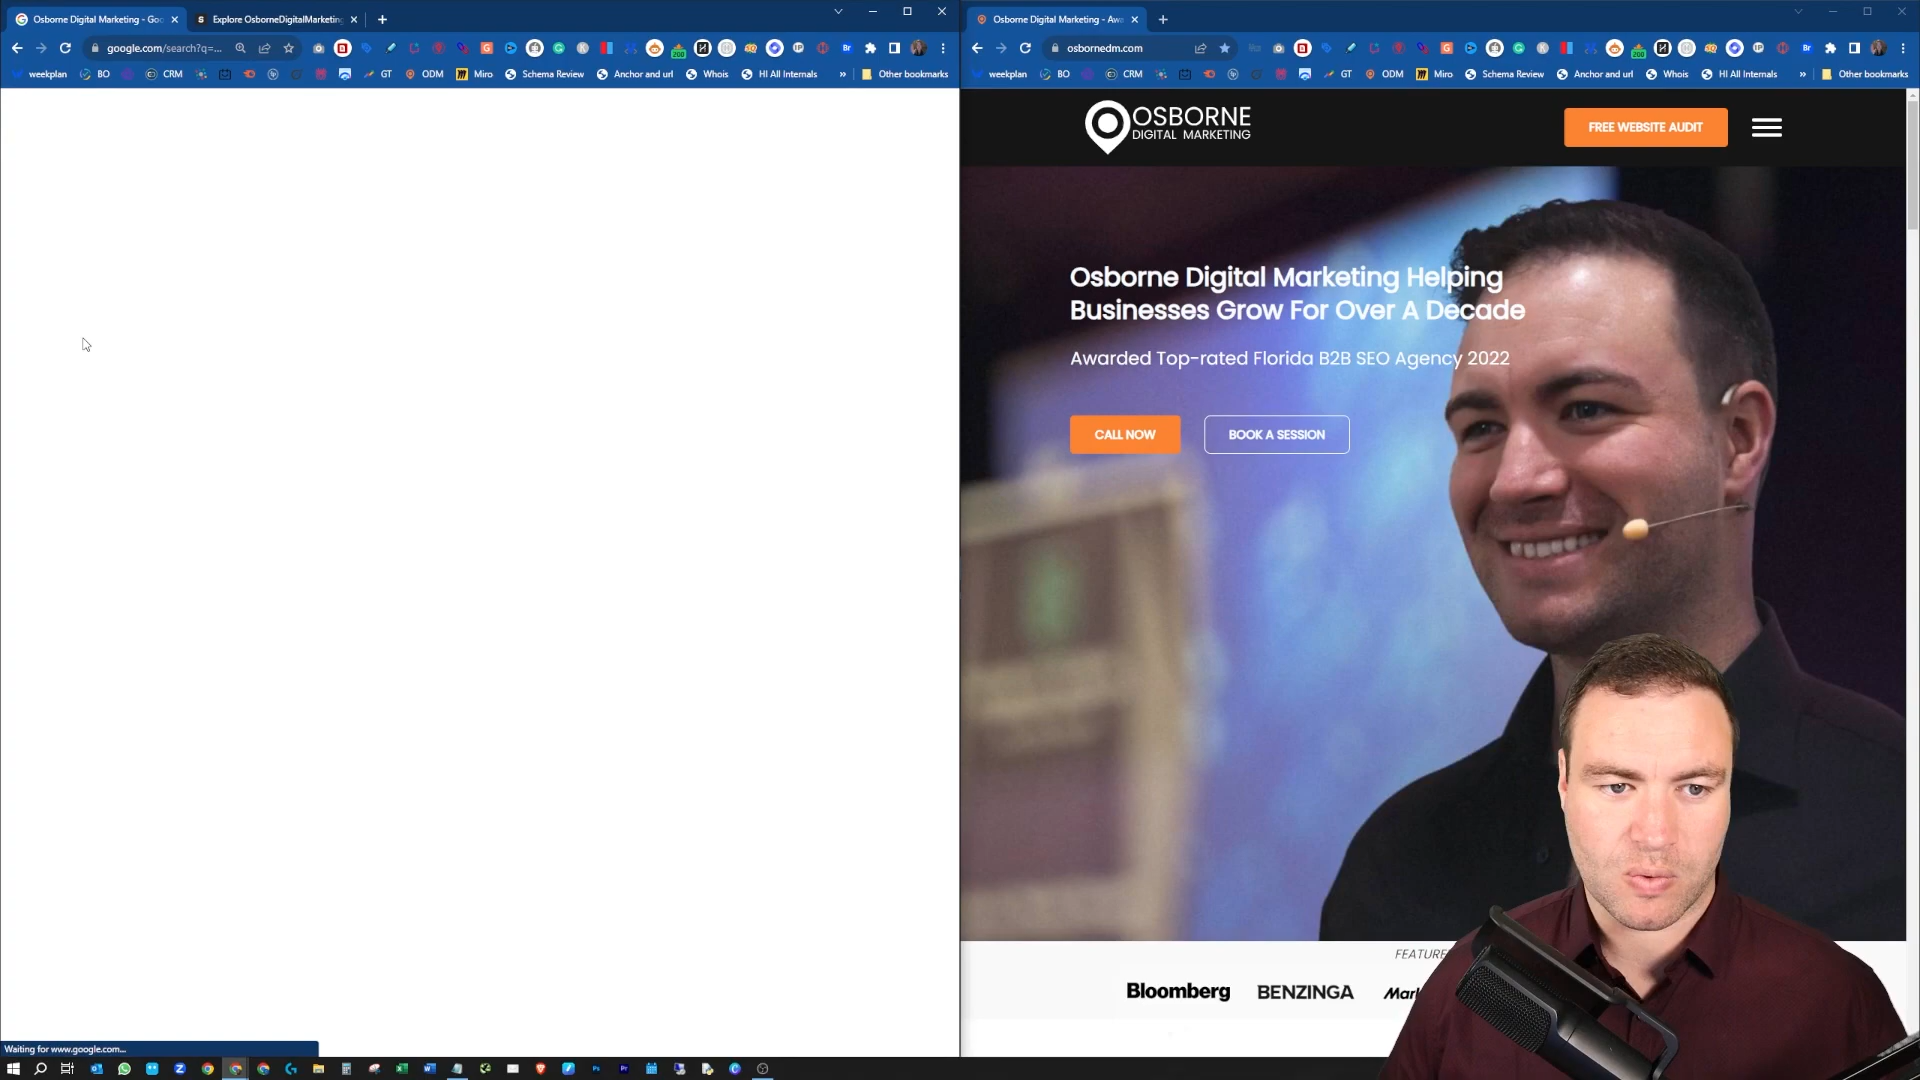 Osborne Digital Marketing - Goo
Explore OsborneDigitalMarketing
google.com/search?q=...
weekplan
BO
CRM
GT
ODM
Miro
Schema Review
Anchor and url
Whois
HI All Internals
»
Other bookmarks
Waiting for www.google.com...
Osborne Digital Marketing - Awa
osbornedm.com
weekplan
BO
CRM
GT
ODM
Miro
Schema Review
Anchor and url
Whois
HI All Internals
»
Other bookmarks
OSBORNE
DIGITAL MARKETING
FREE WEBSITE AUDIT
Osborne Digital Marketing Helping
Businesses Grow For Over A Decade
Awarded Top-rated Florida B2B SEO Agency 2022
CALL NOW
BOOK A SESSION
FEATURE
Bloomberg
BENZINGA
Mark